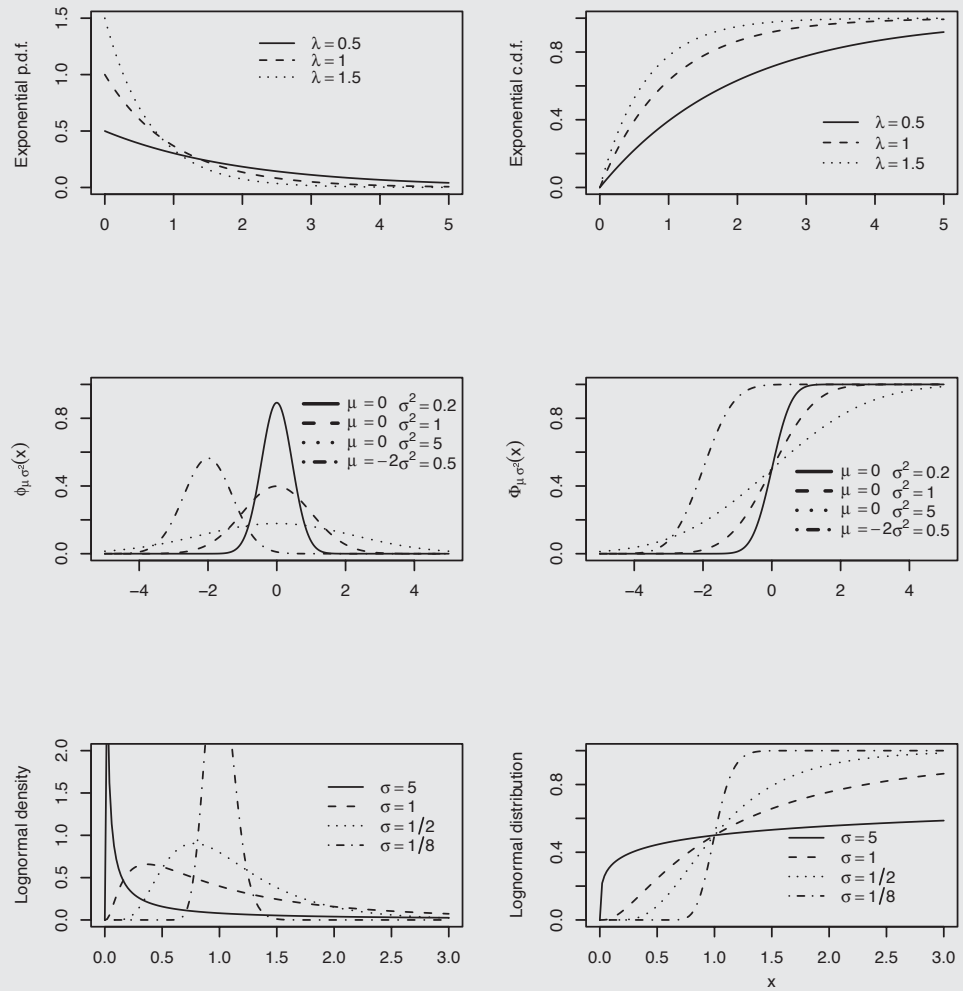 Exponential p.d.f.
0.0 0.5 1.0 1.5
λ = 0.5
λ = 1
λ = 1.5
0 1 2 3 4 5
Exponential c.d.f.
0.0 0.4 0.8
λ = 0.5
λ = 1
λ = 1.5
0 1 2 3 4 5
ϕμ σ²(x)
0.0 0.4 0.8
μ = 0 σ² = 0.2
μ = 0 σ² = 1
μ = 0 σ² = 5
μ = −2σ² = 0.5
−4 −2 0 2 4
Φμ σ²(x)
0.0 0.4 0.8
μ = 0 σ² = 0.2
μ = 0 σ² = 1
μ = 0 σ² = 5
μ = −2σ² = 0.5
−4 −2 0 2 4
Lognormal density
0.0 0.5 1.0 1.5 2.0
σ = 5
σ = 1
σ = 1/2
σ = 1/8
0.0 0.5 1.0 1.5 2.0 2.5 3.0
Lognormal distribution
0.0 0.4 0.8
σ = 5
σ = 1
σ = 1/2
σ = 1/8
0.0 0.5 1.0 1.5 2.0 2.5 3.0
x